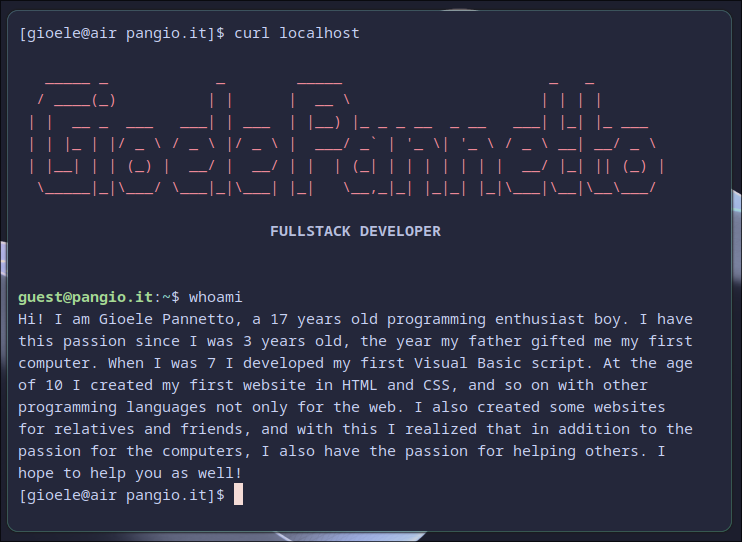 [gioele@air pangio.it]$ curl localhost
Gioele Pannetto
FULLSTACK DEVELOPER
guest@pangio.it:~$ whoami
Hi! I am Gioele Pannetto, a 17 years old programming enthusiast boy. I have
this passion since I was 3 years old, the year my father gifted me my first
computer. When I was 7 I developed my first Visual Basic script. At the age
of 10 I created my first website in HTML and CSS, and so on with other
programming languages not only for the web. I also created some websites
for relatives and friends, and with this I realized that in addition to the
passion for the computers, I also have the passion for helping others. I
hope to help you as well!
[gioele@air pangio.it]$